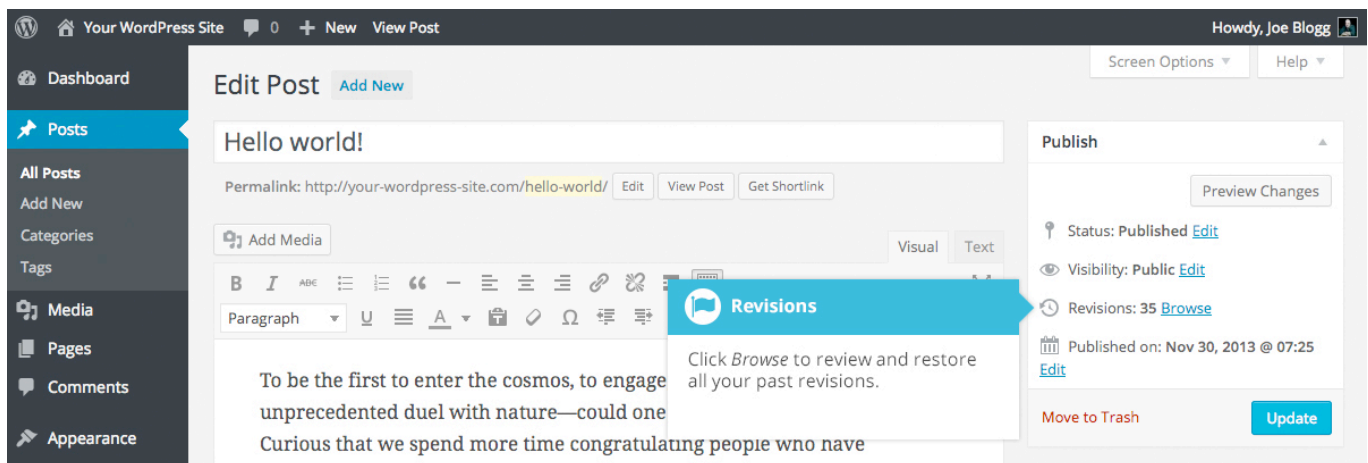 Your WordPress Site 0 + New View Post Howdy, Joe Blogg
Screen Options Help
Dashboard
Posts
All Posts
Add New
Categories
Tags
Media
Pages
Comments
Appearance
Edit Post Add New
Hello world!
Permalink: http://your-wordpress-site.com/hello-world/ Edit View Post Get Shortlink
Add Media
Visual Text
B I ABC
Paragraph U A T Ω
To be the first to enter the cosmos, to engage
unprecedented duel with nature—could one
Curious that we spend more time congratulating people who have
Revisions
Click Browse to review and restore
all your past revisions.
Publish
Preview Changes
Status: Published Edit
Visibility: Public Edit
Revisions: 35 Browse
Published on: Nov 30, 2013 @ 07:25
Edit
Move to Trash Update